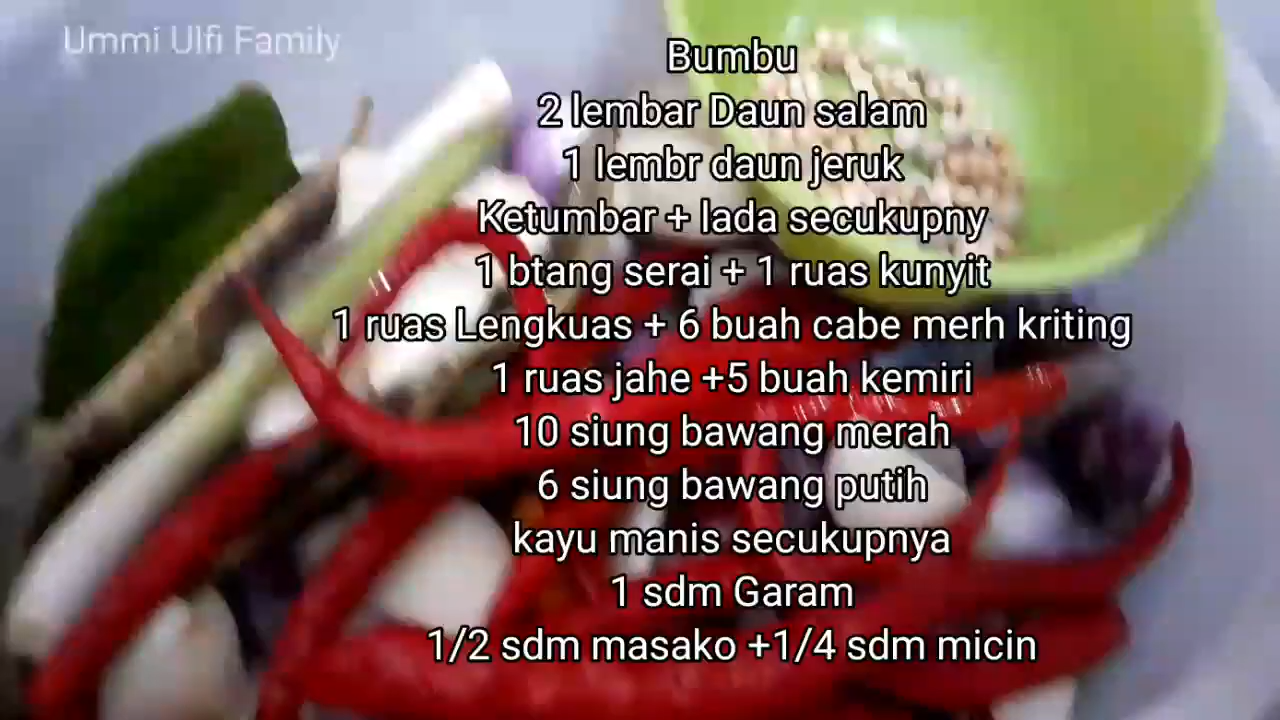 Ummi Ulfi Family
Bumbu
2 lembar Daun salam
1 lembr daun jeruk
Ketumbar + lada secukupny
1 btang serai + 1 ruas kunyit
1 ruas Lengkuas + 6 buah cabe merh kriting
1 ruas jahe +5 buah kemiri
10 siung bawang merah
6 siung bawang putih
kayu manis secukupnya
1 sdm Garam
1/2 sdm masako +1/4 sdm micin